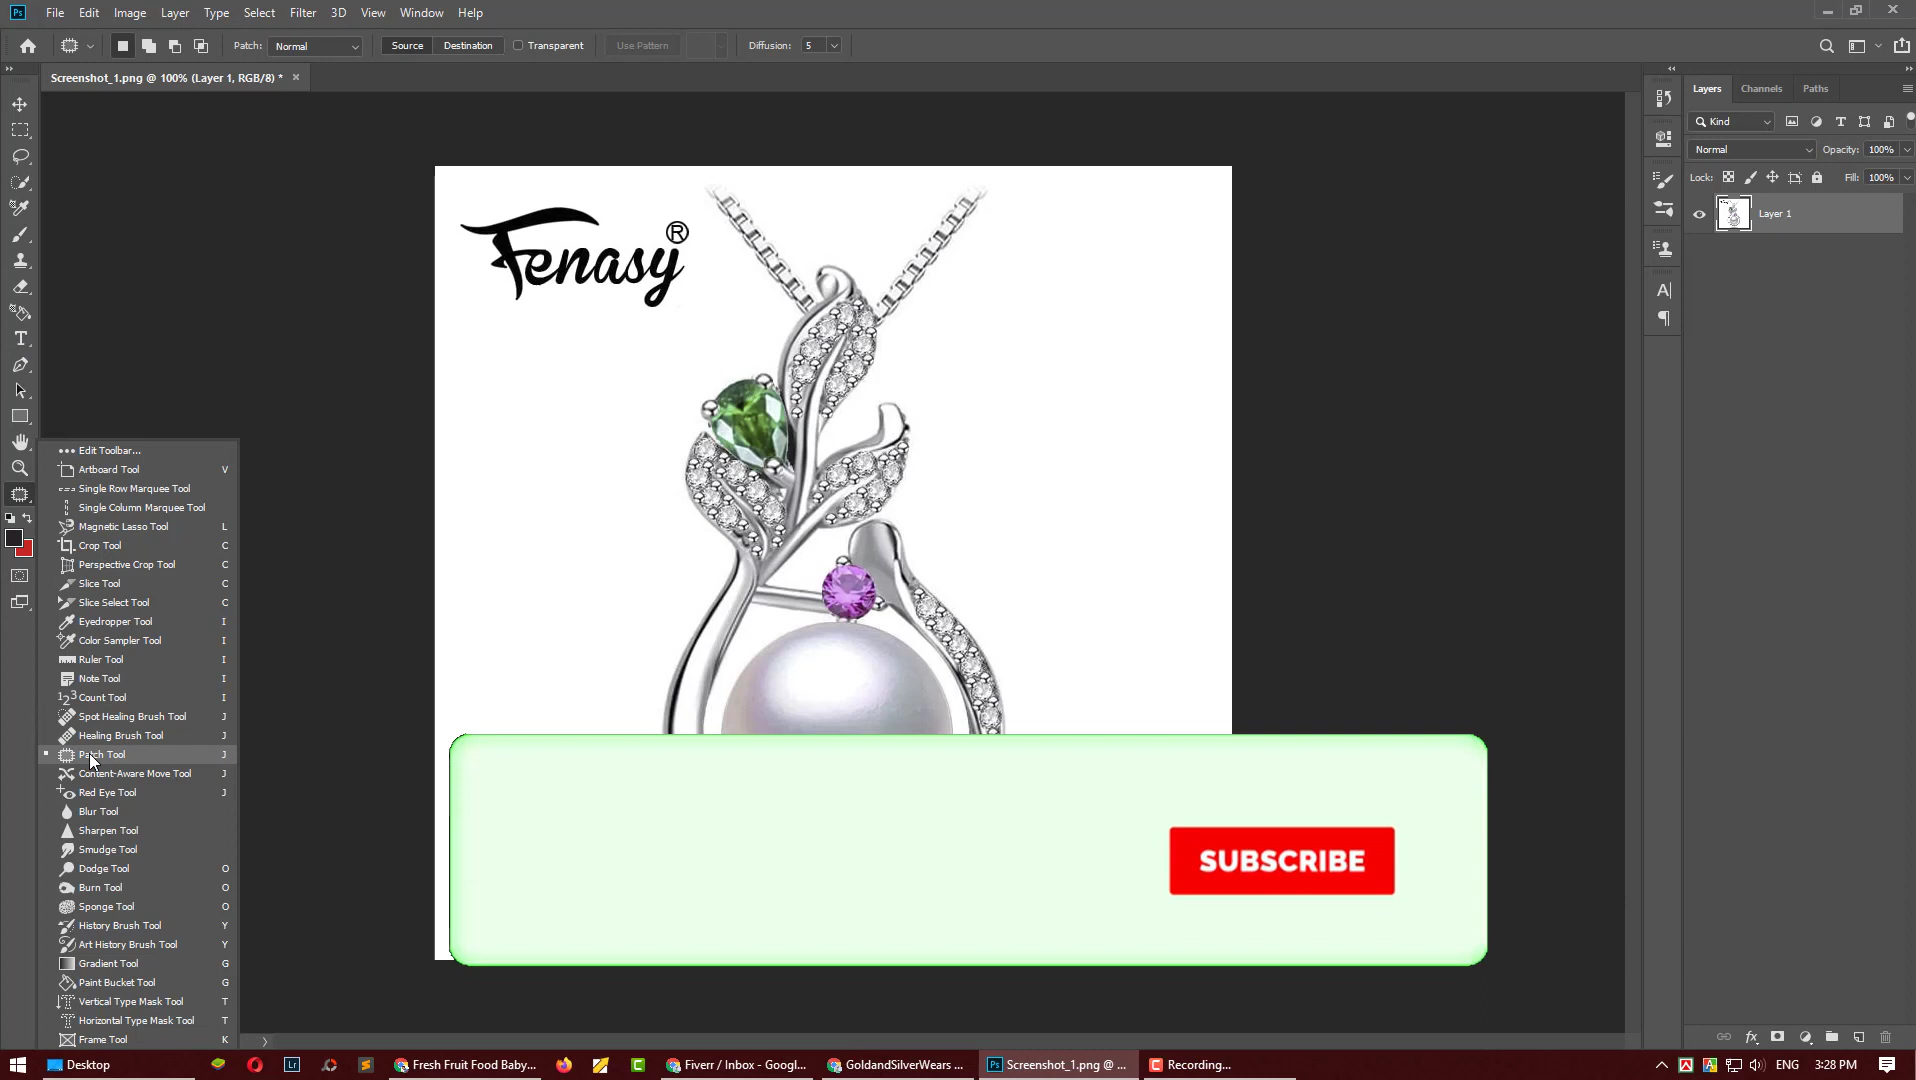 Ps File Edit Image Layer Type Select Filter 3D View Window Help
Patch: Normal Source Destination Transparent Use Pattern Diffusion: 5
Screenshot_1.png @ 100% (Layer 1, RGB/8) *
Layers Channels Paths
Kind
Normal Opacity: 100%
Lock: Fill: 100%
Layer 1
Fenasy®
Edit Toolbar...
Artboard Tool V
Single Row Marquee Tool
Single Column Marquee Tool
Magnetic Lasso Tool L
Crop Tool C
Perspective Crop Tool C
Slice Tool C
Slice Select Tool C
Eyedropper Tool I
Color Sampler Tool I
Ruler Tool I
Note Tool I
Count Tool I
Spot Healing Brush Tool J
Healing Brush Tool J
Patch Tool J
Content-Aware Move Tool J
Red Eye Tool J
Blur Tool
Sharpen Tool
Smudge Tool
Dodge Tool O
Burn Tool O
Sponge Tool O
History Brush Tool Y
Art History Brush Tool Y
Gradient Tool G
Paint Bucket Tool G
Vertical Type Mask Tool T
Horizontal Type Mask Tool T
Frame Tool K
SUBSCRIBE
Desktop Lr Fresh Fruit Food Baby... Fiverr / Inbox - Googl... GoldandSilverWears ... Ps Screenshot_1.png @ ... Recording... ENG 3:28 PM